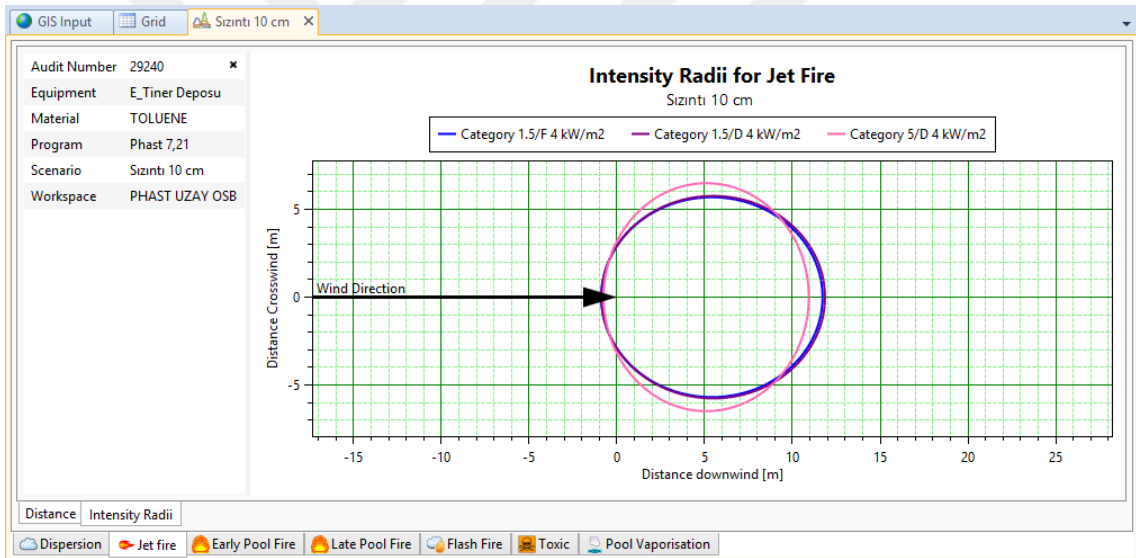 GIS Input Grid Sızıntı 10 cm
Audit Number 29240
Equipment E_Tiner Deposu
Material TOLUENE
Program Phast 7,21
Scenario Sızıntı 10 cm
Workspace PHAST UZAY OSB
Intensity Radii for Jet Fire
Sızıntı 10 cm
Category 1.5/F 4 kW/m2 Category 1.5/D 4 kW/m2 Category 5/D 4 kW/m2
Distance Crosswind [m]
5
0
-5
Wind Direction
-15 -10 -5 0 5 10 15 20 25
Distance downwind [m]
Distance Intensity Radii
Dispersion Jet fire Early Pool Fire Late Pool Fire Flash Fire Toxic Pool Vaporisation